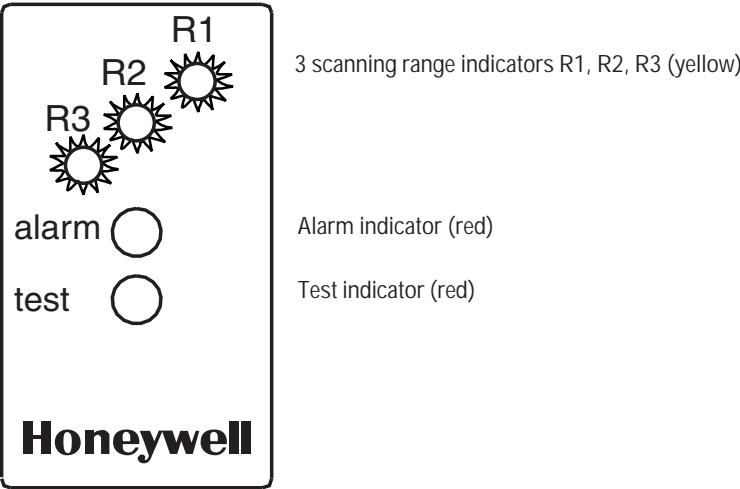 R1
R2
R3
3 scanning range indicators R1, R2, R3 (yellow)
alarm
Alarm indicator (red)
test
Test indicator (red)
Honeywell